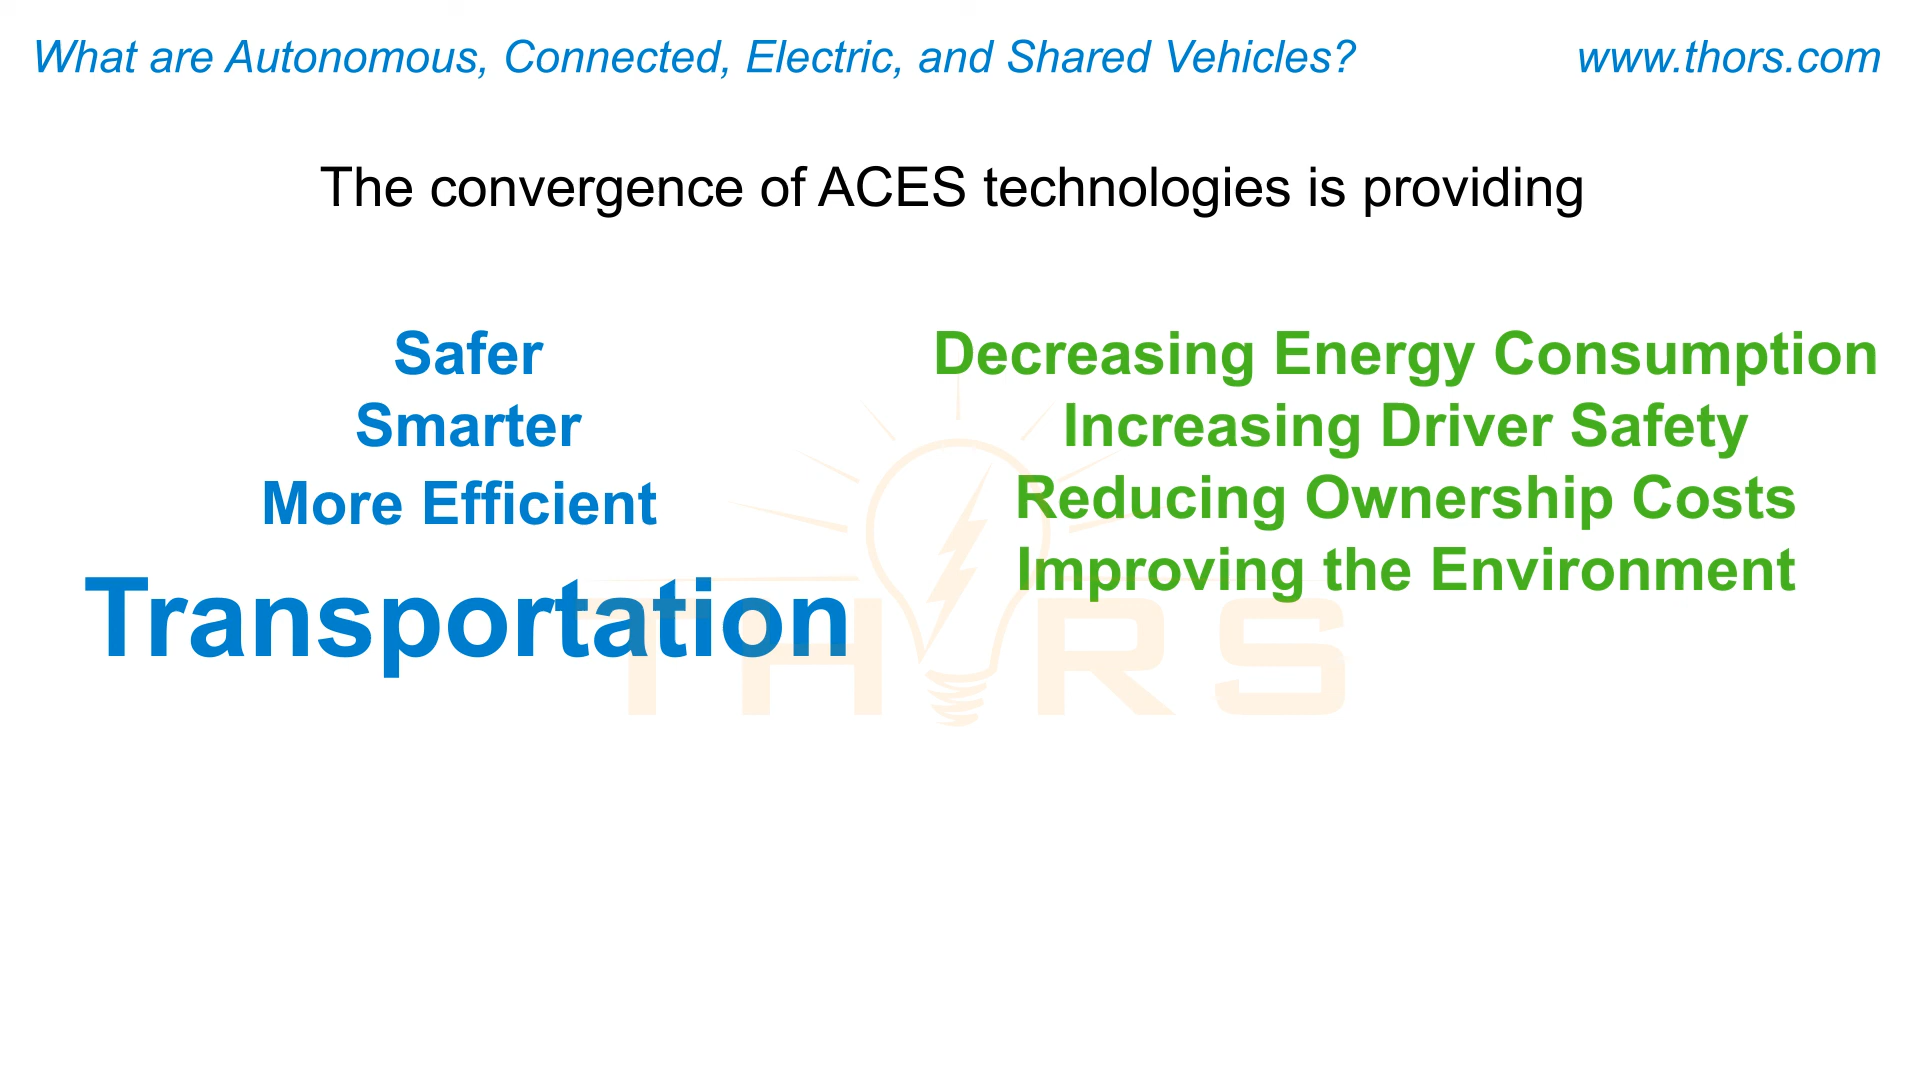 What are Autonomous, Connected, Electric, and Shared Vehicles?
www.thors.com
The convergence of ACES technologies is providing
Safer
Smarter
More Efficient
Transportation
Decreasing Energy Consumption
Increasing Driver Safety
Reducing Ownership Costs
Improving the Environment
THORS